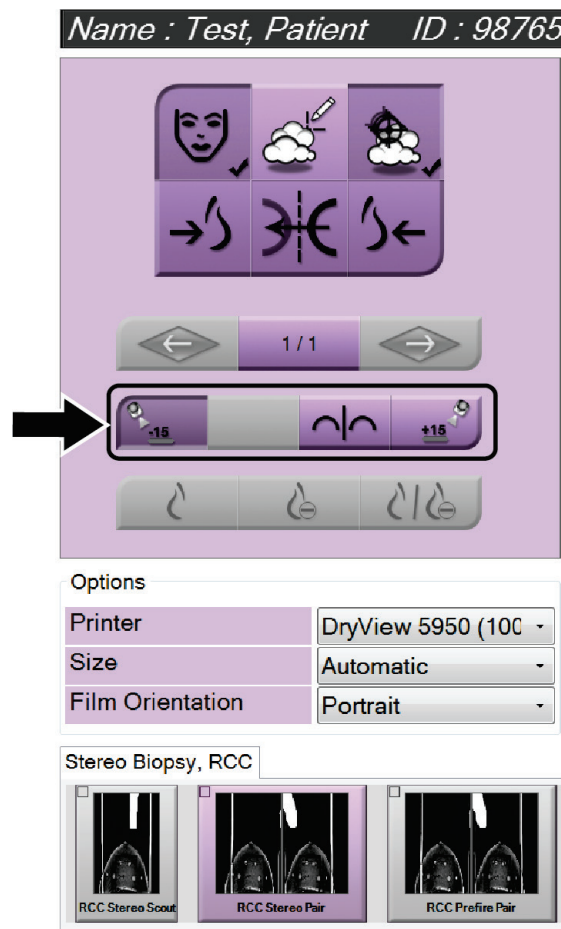 Name : Test, Patient ID : 98765
1 / 1
-15
+15
Options
Printer DryView 5950 (100
Size Automatic
Film Orientation Portrait
Stereo Biopsy, RCC
RCC Stereo Scout RCC Stereo Pair RCC Prefire Pair